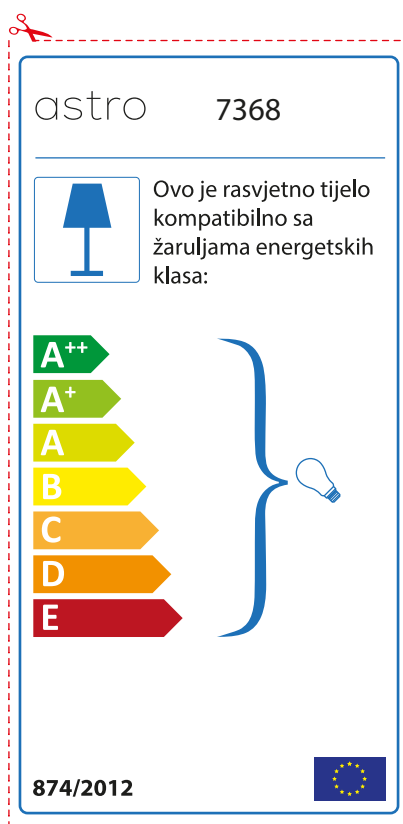 astro 7368
Ovo je rasvjetno tijelo
kompatibilno sa
žaruljama energetskih
klasa:
A++
A+
A
B
C
D
E
874/2012